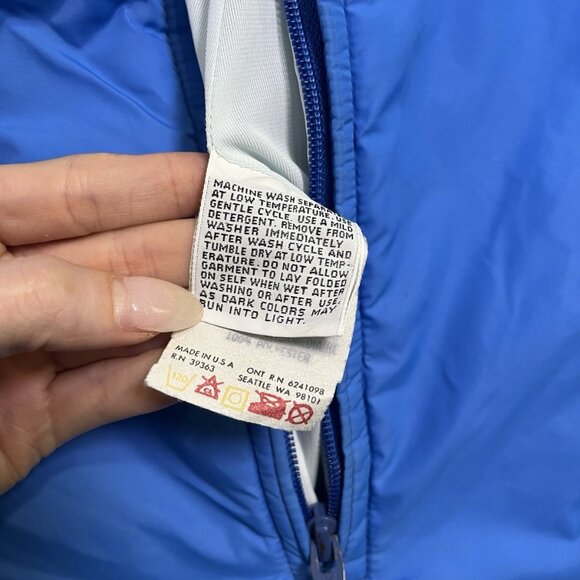 MACHINE WASH
AT LOW TEMPERATURE, USE
GENTLE CYCLE. USE A MILD
DETERGENT. REMOVE FROM
WASHER IMMEDIATELY
AFTER WASH CYCLE AND
TUMBLE DRY AT LOW TEMP-
ERATURE. DO NOT ALLOW
GARMENT TO LAY FOLDED
ON SELF WHEN WET AFTER
WASHING OR AFTER USE,
AS DARK COLORS MAY
RUN INTO LIGHT.
100% POLYESTER
MADE IN U S A
R.N 39363
ONT R.N 6241098
SEATTLE WA 98101
120